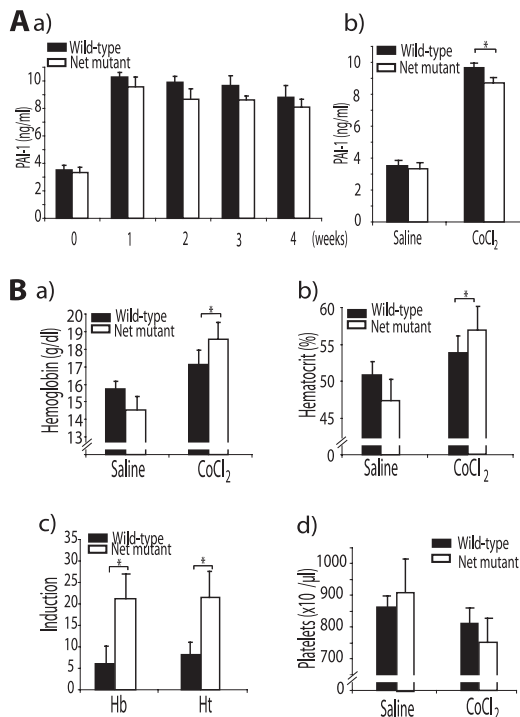 A a)
Wild-type
Net mutant
PAI-1 (ng/ml)
10
8
6
4
2
0
0 1 2 3 4 (weeks)
b)
Wild-type
Net mutant
*
PAI-1 (ng/ml)
10
8
6
4
2
0
Saline CoCl2
B a)
Wild-type
Net mutant
*
Hemoglobin (g/dl)
19
18
17
16
15
14
13
0
Saline CoCl2
b)
Wild-type
Net mutant
*
Hematocrit (%)
60
55
50
45
0
Saline CoCl2
c)
Wild-type
Net mutant
* *
Induction
30
25
20
15
10
5
0
Hb Ht
d)
Wild-type
Net mutant
Platelets (x10 /µl)
1000
900
800
700
0
Saline CoCl2